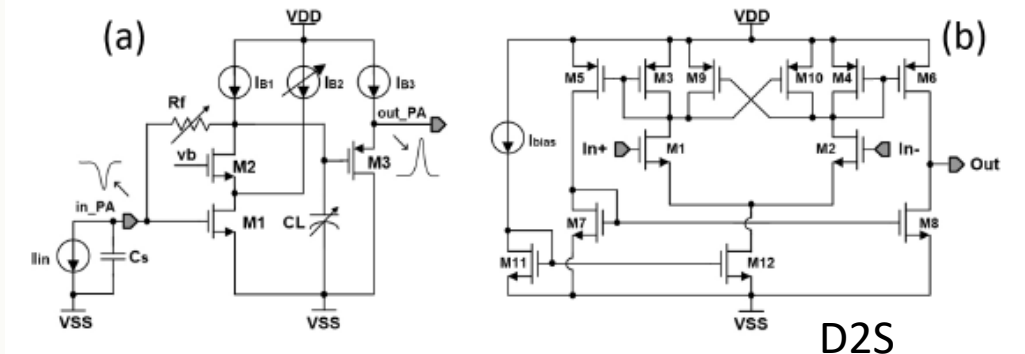 (a)
VDD
IB1
IB2
IB3
Rf
out_PA
vb
M2
M3
in_PA
M1
CL
Iin
Cs
VSS
VSS
VDD
(b)
M5
M3
M9
M10
M4
M6
Ibias
In+
M1
M2
In-
Out
M7
M8
M11
M12
VSS
D2S